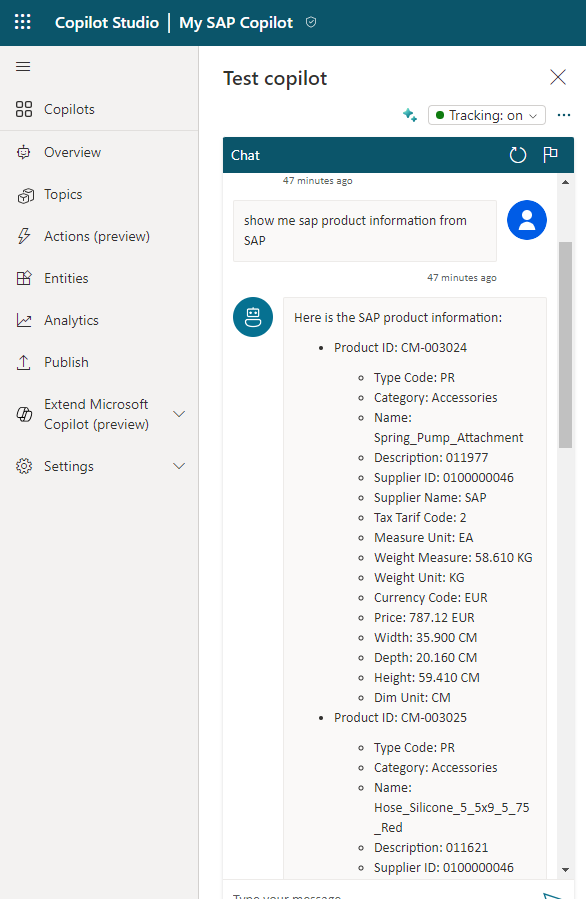 Copilot Studio | My SAP Copilot
Copilots
Overview
Topics
Actions (preview)
Entities
Analytics
Publish
Extend Microsoft
Copilot (preview)
Settings
Test copilot
Tracking: on
Chat
47 minutes ago
show me sap product information from
SAP
47 minutes ago
Here is the SAP product information:
Product ID: CM-003024
Type Code: PR
Category: Accessories
Name:
Spring_Pump_Attachment
Description: 011977
Supplier ID: 0100000046
Supplier Name: SAP
Tax Tarif Code: 2
Measure Unit: EA
Weight Measure: 58.610 KG
Weight Unit: KG
Currency Code: EUR
Price: 787.12 EUR
Width: 35.900 CM
Depth: 20.160 CM
Height: 59.410 CM
Dim Unit: CM
Product ID: CM-003025
Type Code: PR
Category: Accessories
Name:
Hose_Silicone_5_5x9_5_75
_Red
Description: 011621
Supplier ID: 0100000046
Type your message